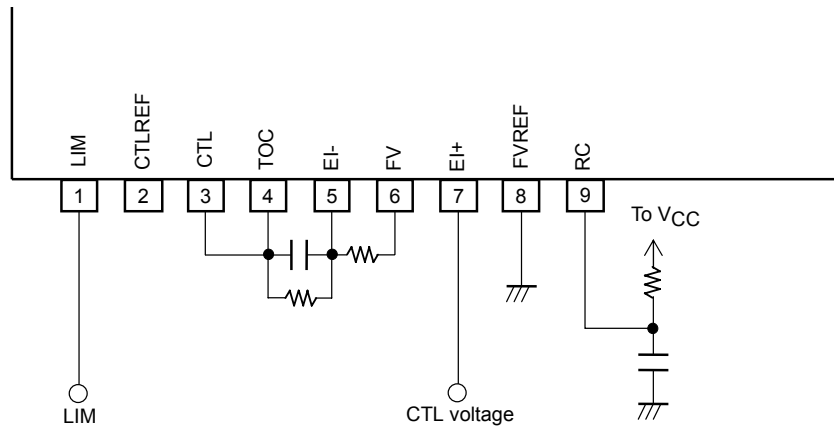 LIM
CTLREF
CTL
TOC
EI-
FV
EI+
FVREF
RC
1
2
3
4
5
6
7
8
9
To VCC
LIM
CTL voltage